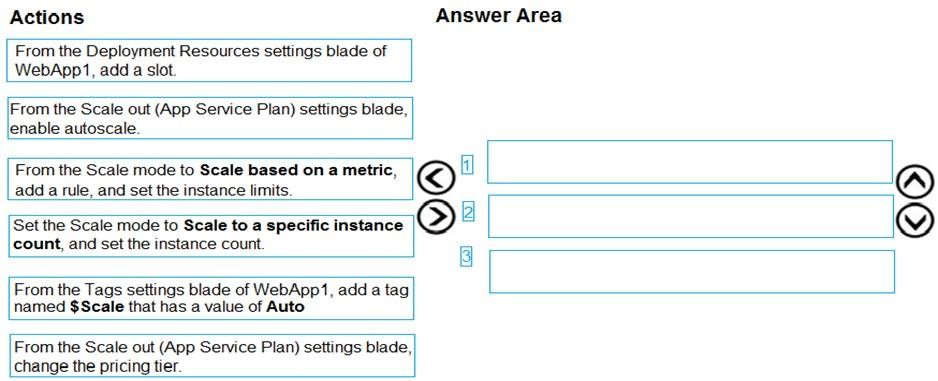 Actions
Answer Area
From the Deployment Resources settings blade of
WebApp1, add a slot.
From the Scale out (App Service Plan) settings blade,
enable autoscale.
From the Scale mode to Scale based on a metric,
add a rule, and set the instance limits.
Set the Scale mode to Scale to a specific instance
count, and set the instance count.
From the Tags settings blade of WebApp1, add a tag
named $Scale that has a value of Auto
From the Scale out (App Service Plan) settings blade,
change the pricing tier.
1
2
3